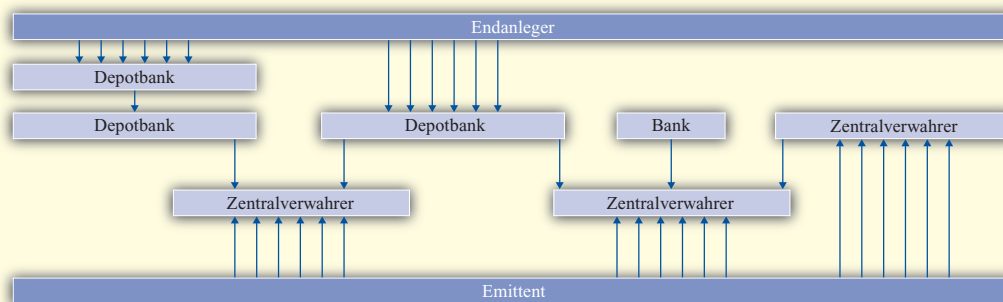 Endanleger
Depotbank
Depotbank
Depotbank
Bank
Zentralverwahrer
Zentralverwahrer
Zentralverwahrer
Emittent